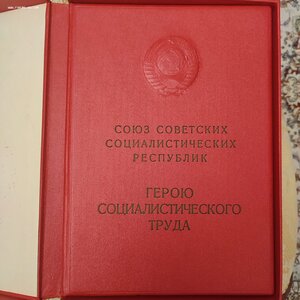 СОЮЗ СОВЕТСКИХ
СОЦИАЛИСТИЧЕСКИХ
РЕСПУБЛИК
ГЕРОЮ
СОЦИАЛИСТИЧЕСКОГО
ТРУДА